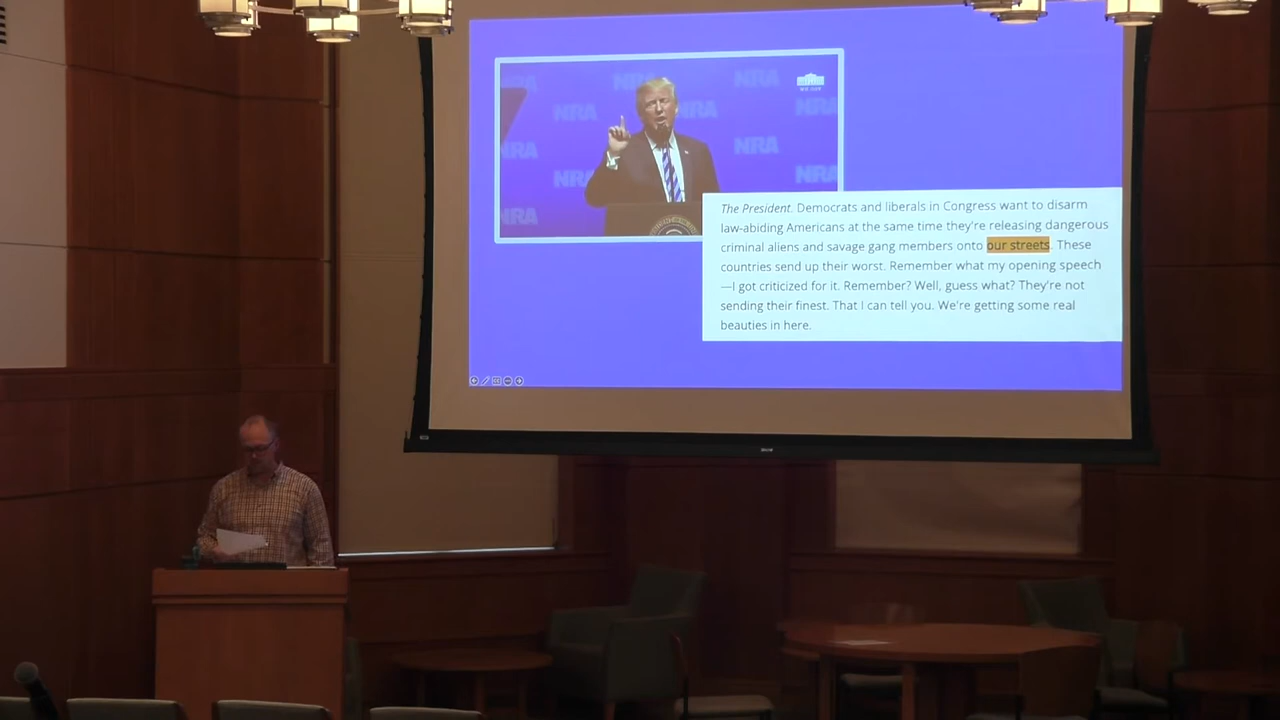 NRA
NRA
NRA
NRA
NRA
NRA
NRA
NRA
NRA
NRA
NRA
The President. Democrats and liberals in Congress want to disarm
law-abiding Americans at the same time they're releasing dangerous
criminal aliens and savage gang members onto our streets. These
countries send up their worst. Remember what my opening speech
—I got criticized for it. Remember? Well, guess what? They're not
sending their finest. That I can tell you. We're getting some real
beauties in here.